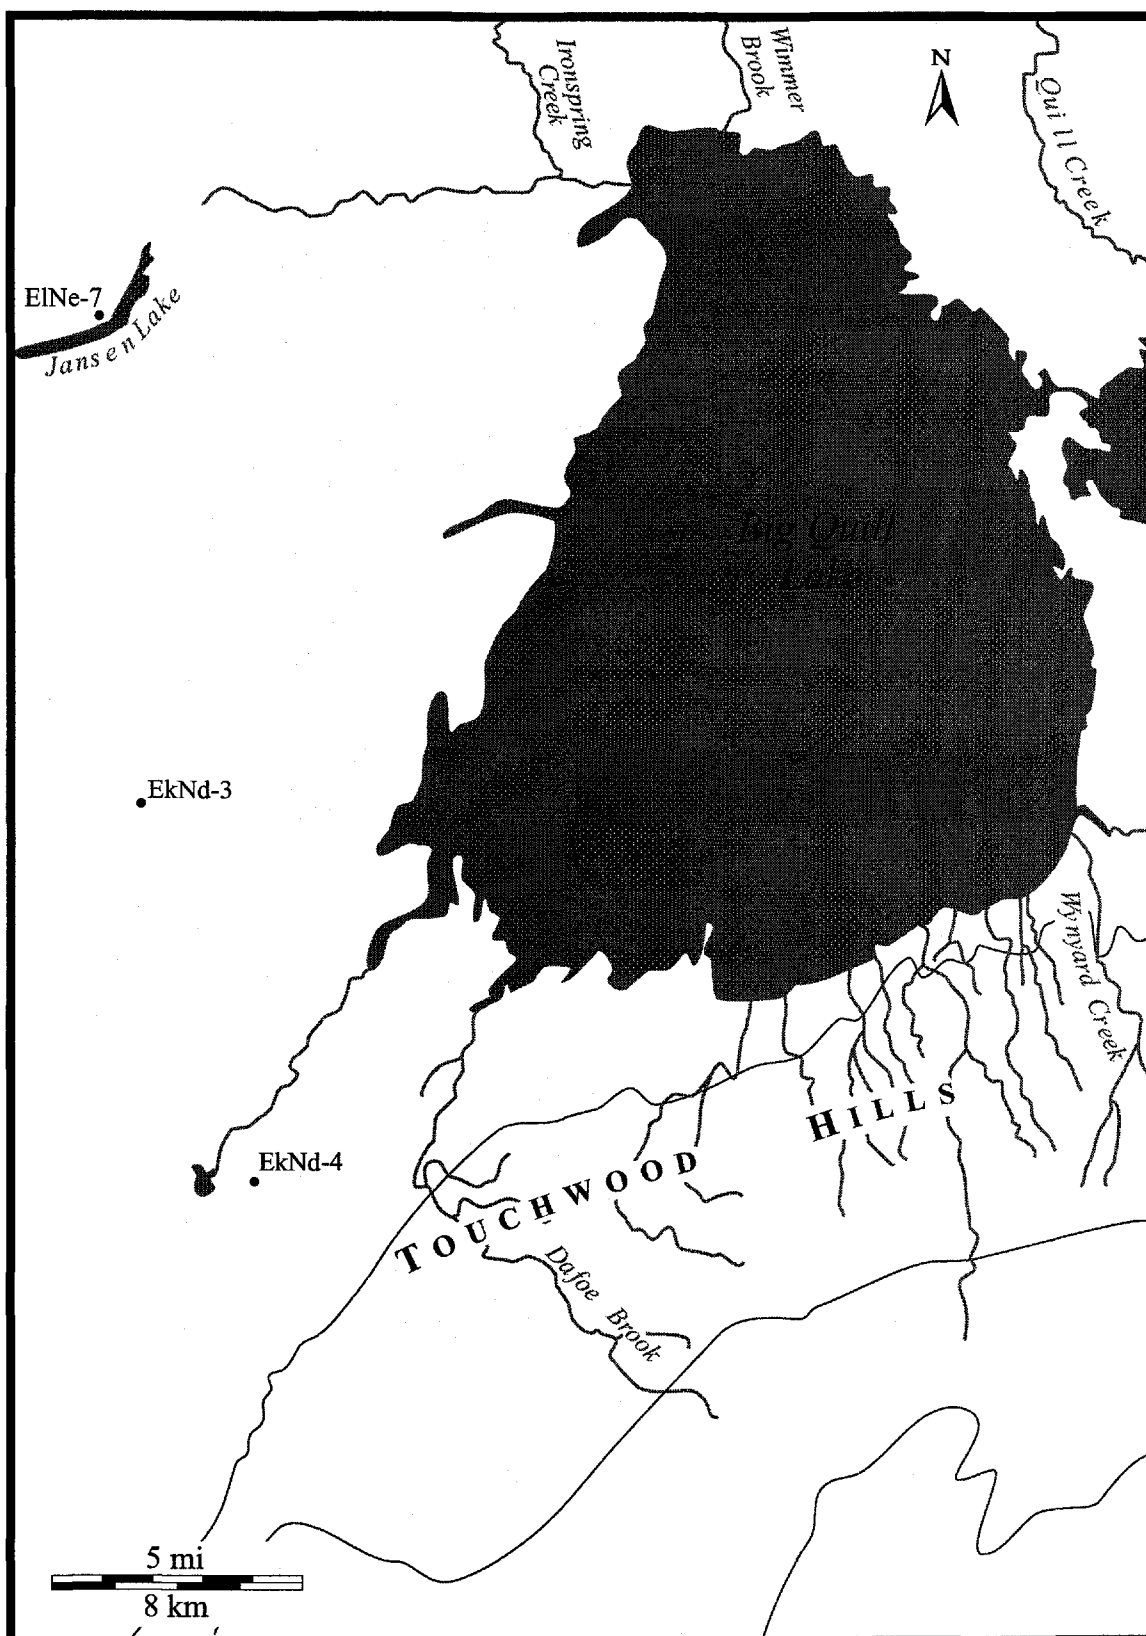 Ironspring
Creek
Wimmer
Brook
N
Quill Creek
ElNe-7
Jansen Lake
Big Quill
Lake
EkNd-3
Wynyard Creek
HILLS
EkNd-4
TOUCHWOOD
Dafoe Brook
5 mi
8 km